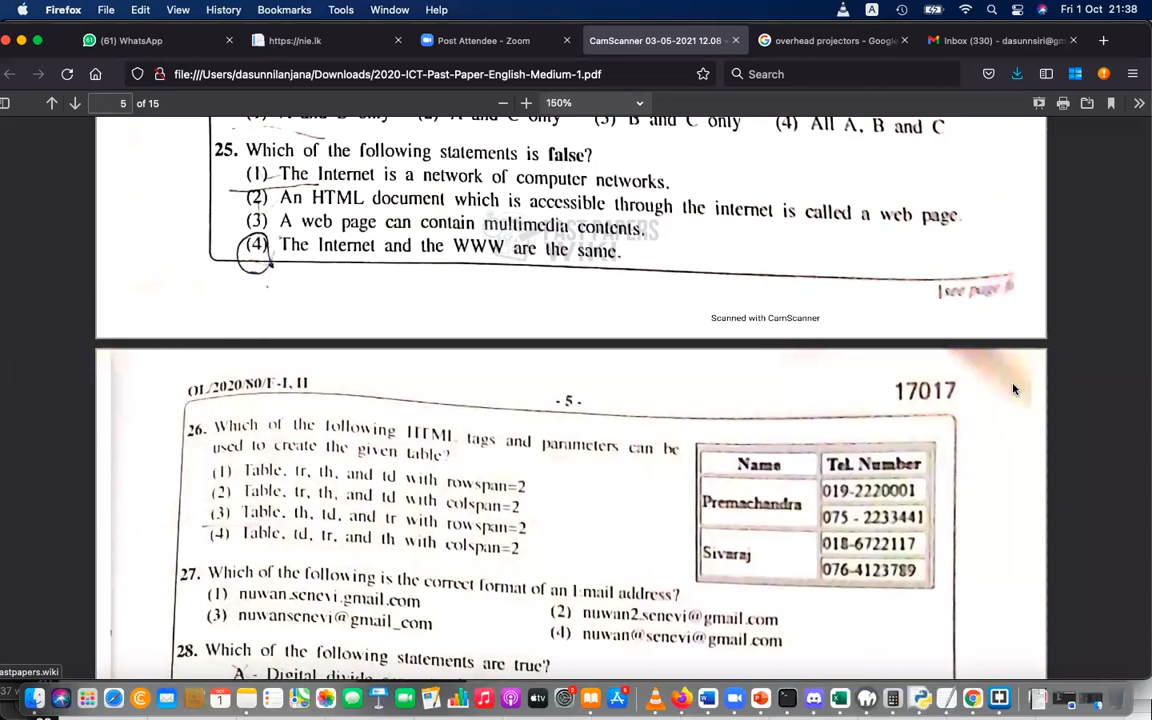 Firefox File Edit View History Bookmarks Tools Window Help A Fri 1 Oct 21:38
(61) WhatsApp × https://nie.lk × Post Attendee - Zoom × CamScanner 03-05-2021 12.08 - × overhead projectors - Google × Inbox (330) - dasunnsiri@gm × +
file:///Users/dasunnilanjana/Downloads/2020-ICT-Past-Paper-English-Medium-1.pdf Search
5 of 15 150%
(2) A and C only (3) B and C only (4) All A, B and C
25. Which of the following statements is false?
(1) The Internet is a network of computer networks.
(2) An HTML document which is accessible through the internet is called a web page.
(3) A web page can contain multimedia contents.
(4) The Internet and the WWW are the same.
FAST PAPERS
WIKI
[see page
Scanned with CamScanner
OL/2020/80/E-I, II
- 5 -
17017
26. Which of the following HTML tags and parameters can be
used to create the given table?
(1) Table, tr, th, and td with rowspan=2
(2) Table, tr, th, and td with colspan=2
(3) Table, th, td, and tr with rowspan=2
(4) Table, td, tr, and th with colspan=2
Name Tel. Number
Premachandra 019-2220001
075 - 2233441
Sivaraj 018-6722117
076-4123789
27. Which of the following is the correct format of an Email address?
(1) nuwan.senevi.gmail.com
(2) nuwan2.senevi@gmail.com
(3) nuwansenevi@gmail_com
(4) nuwan@senevi@gmail.com
28. Which of the following statements are true?
A - Digital divide
astpapers.wiki